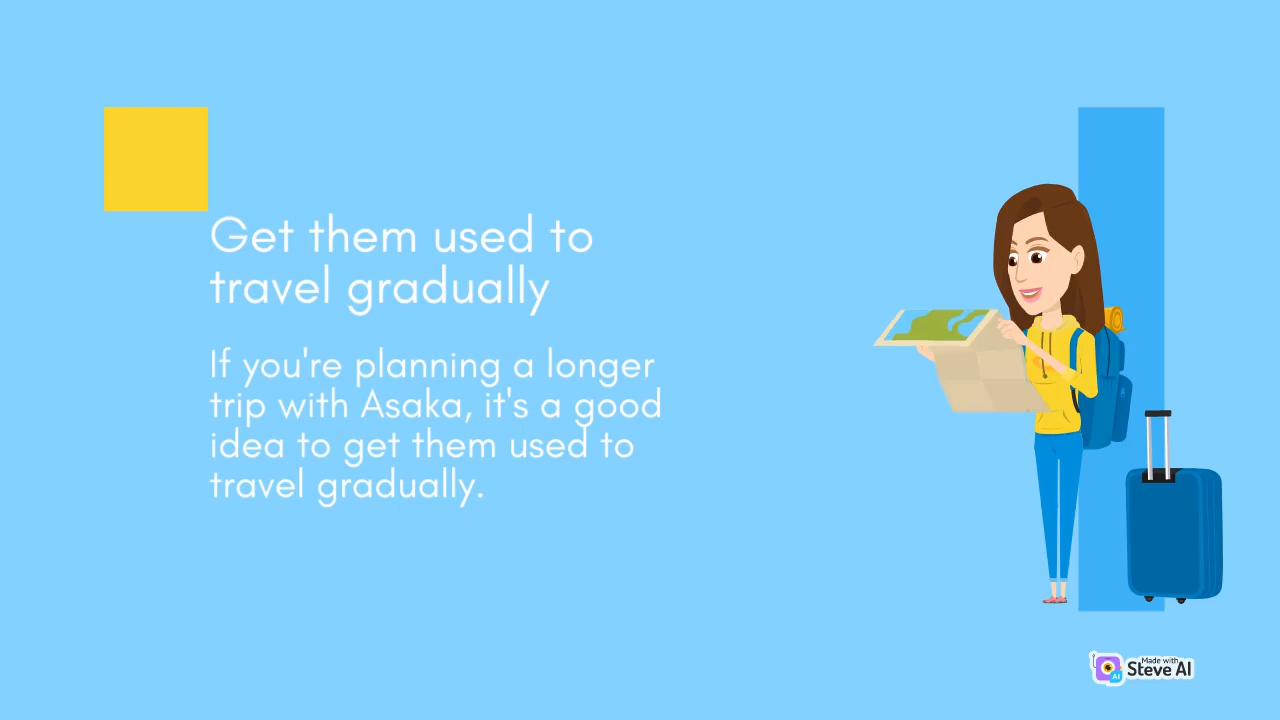 Get them used to
travel gradually
If you're planning a longer
trip with Asaka, it's a good
idea to get them used to
travel gradually.
Made with
Steve AI
AI